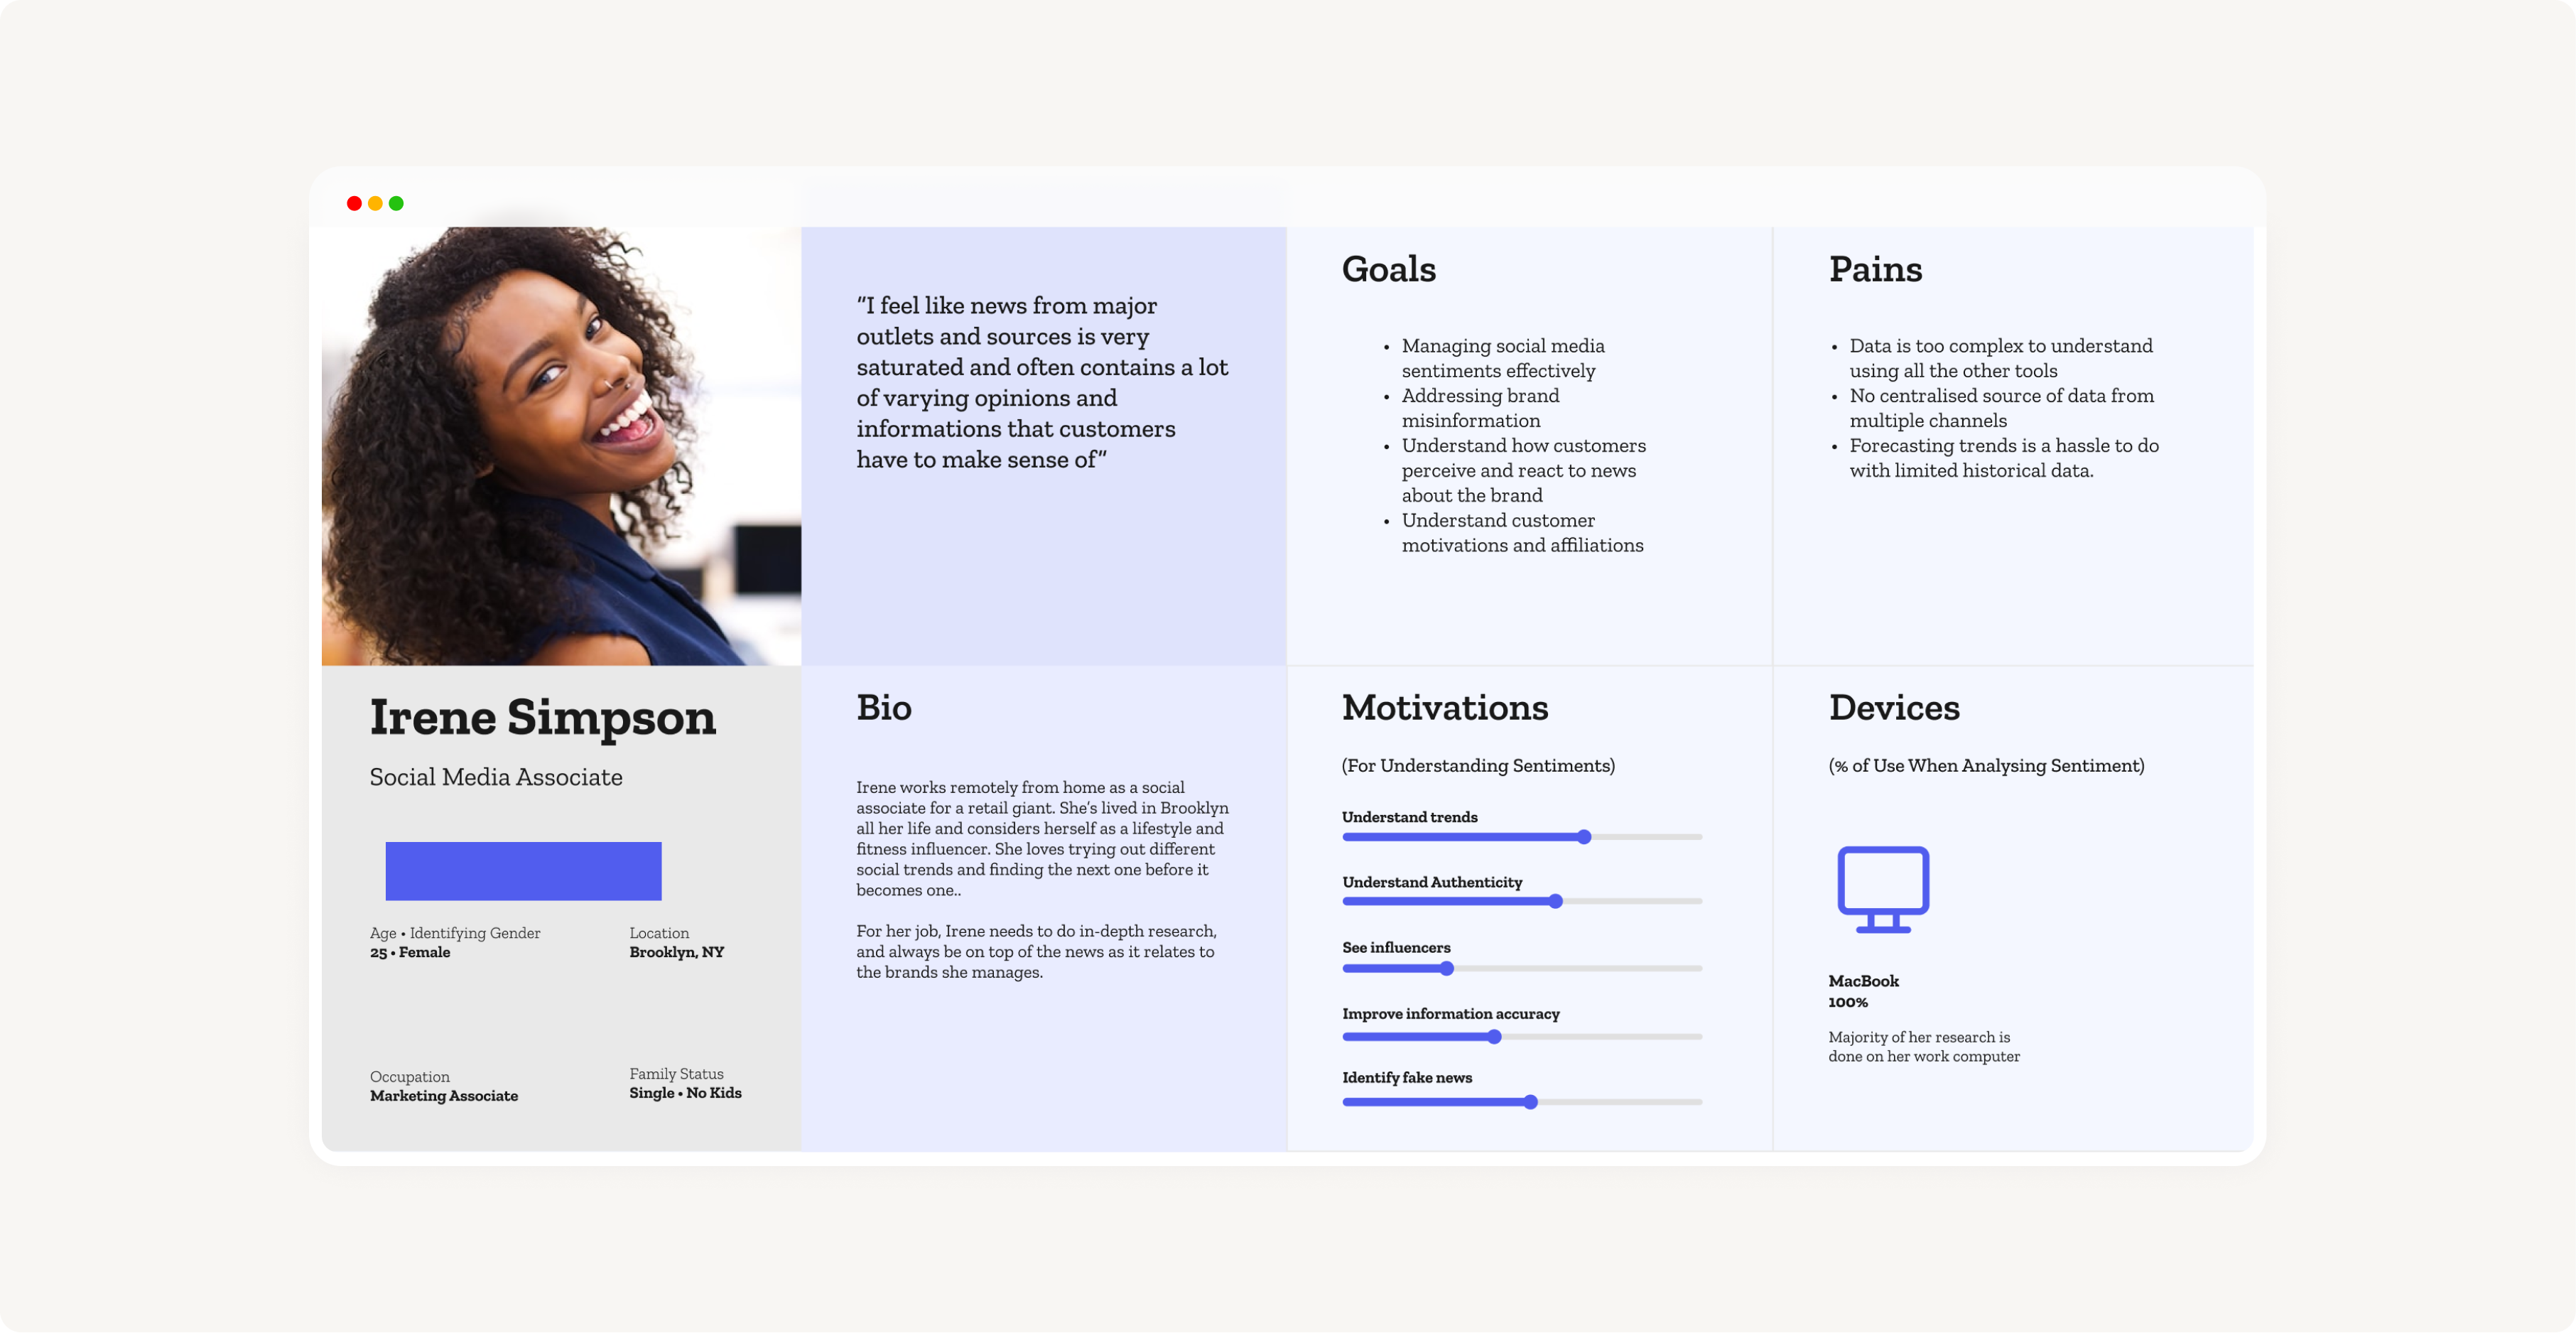 “I feel like news from major
outlets and sources is very
saturated and often contains a lot
of varying opinions and
informations that customers
have to make sense of”
Goals
• Managing social media
sentiments effectively
• Addressing brand
misinformation
• Understand how customers
perceive and react to news
about the brand
• Understand customer
motivations and affiliations
Pains
• Data is too complex to understand
using all the other tools
• No centralised source of data from
multiple channels
• Forecasting trends is a hassle to do
with limited historical data.
Irene Simpson
Social Media Associate
Age • Identifying Gender
25 • Female
Location
Brooklyn, NY
Occupation
Marketing Associate
Family Status
Single • No Kids
Bio
Irene works remotely from home as a social
associate for a retail giant. She’s lived in Brooklyn
all her life and considers herself as a lifestyle and
fitness influencer. She loves trying out different
social trends and finding the next one before it
becomes one..
For her job, Irene needs to do in-depth research,
and always be on top of the news as it relates to
the brands she manages.
Motivations
(For Understanding Sentiments)
Understand trends
Understand Authenticity
See influencers
Improve information accuracy
Identify fake news
Devices
(% of Use When Analysing Sentiment)
MacBook
100%
Majority of her research is
done on her work computer